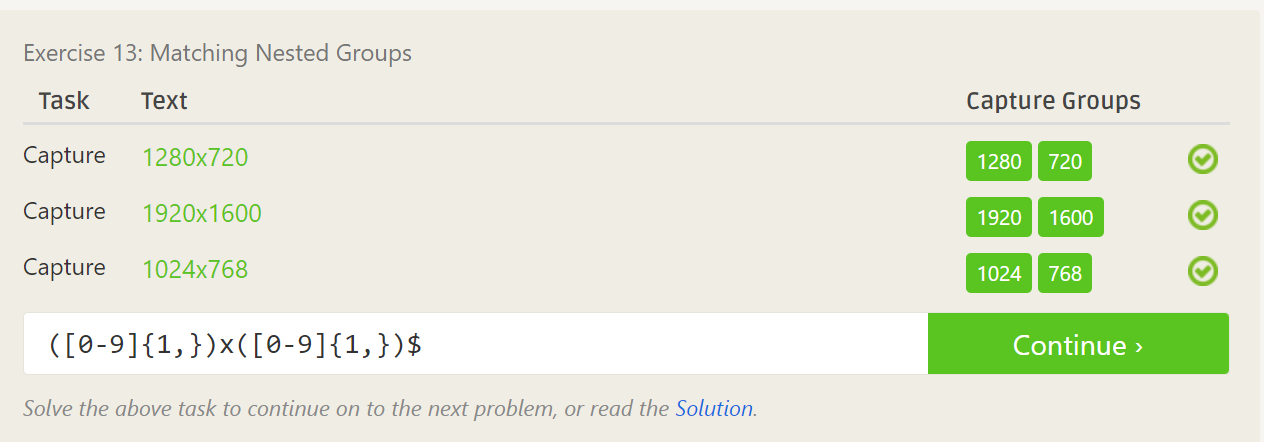 Exercise 13: Matching Nested Groups
Task Text Capture Groups
Capture 1280x720 1280 720
Capture 1920x1600 1920 1600
Capture 1024x768 1024 768
([0-9]{1,})x([0-9]{1,})$ Continue ›
Solve the above task to continue on to the next problem, or read the Solution.